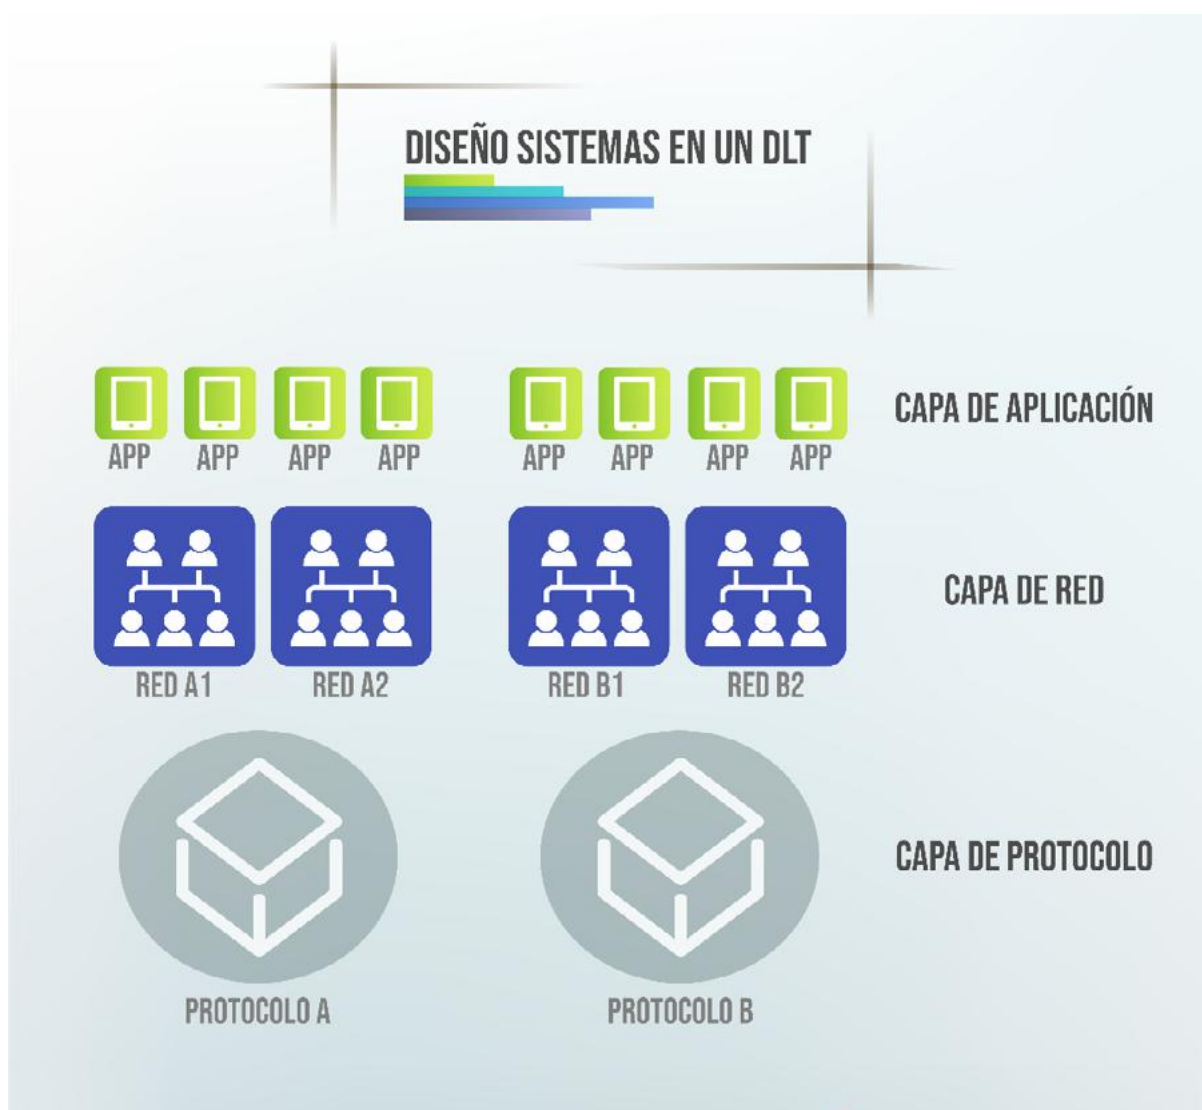 DISEÑO SISTEMAS EN UN DLT
APP APP APP APP APP APP APP APP CAPA DE APLICACIÓN
RED A1 RED A2 RED B1 RED B2 CAPA DE RED
PROTOCOLO A PROTOCOLO B CAPA DE PROTOCOLO